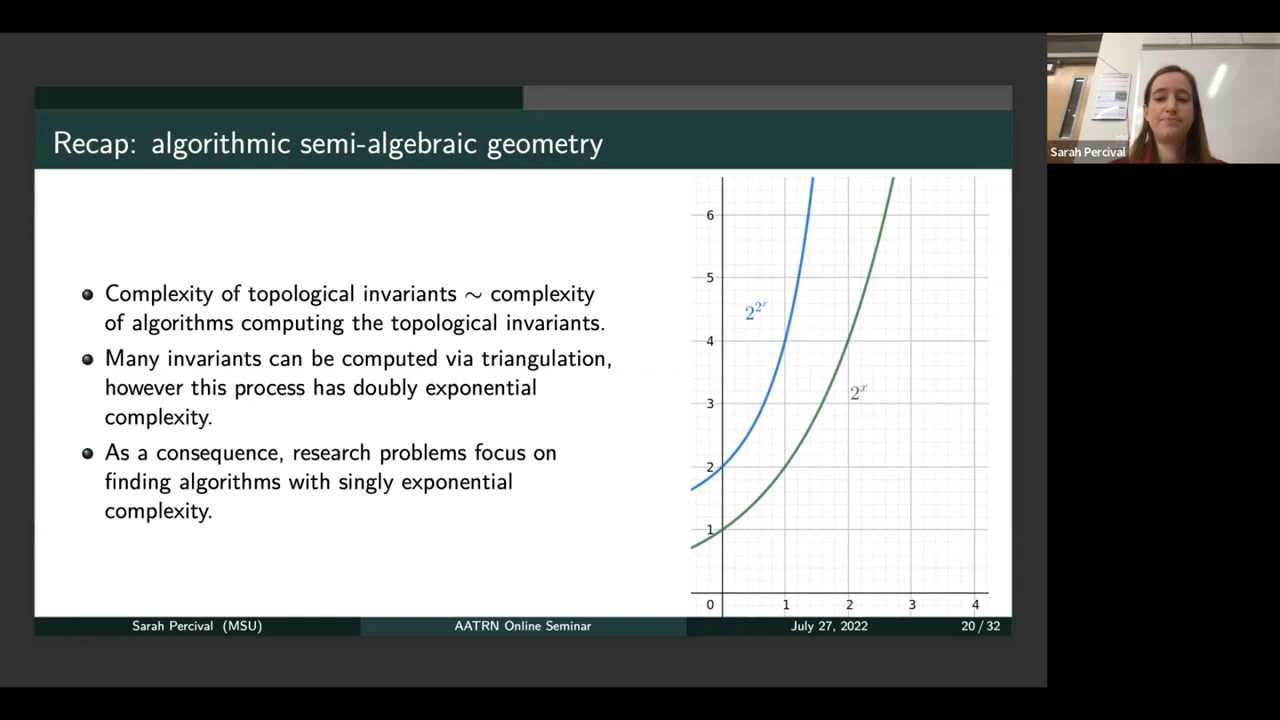 Recap: algorithmic semi-algebraic geometry
Complexity of topological invariants ∼ complexity
of algorithms computing the topological invariants.
Many invariants can be computed via triangulation,
however this process has doubly exponential
complexity.
As a consequence, research problems focus on
finding algorithms with singly exponential
complexity.
6
5
2^{2^x}
4
2^x
3
2
1
0 1 2 3 4
Sarah Percival (MSU) AATRN Online Seminar July 27, 2022 20 / 32
Sarah Percival